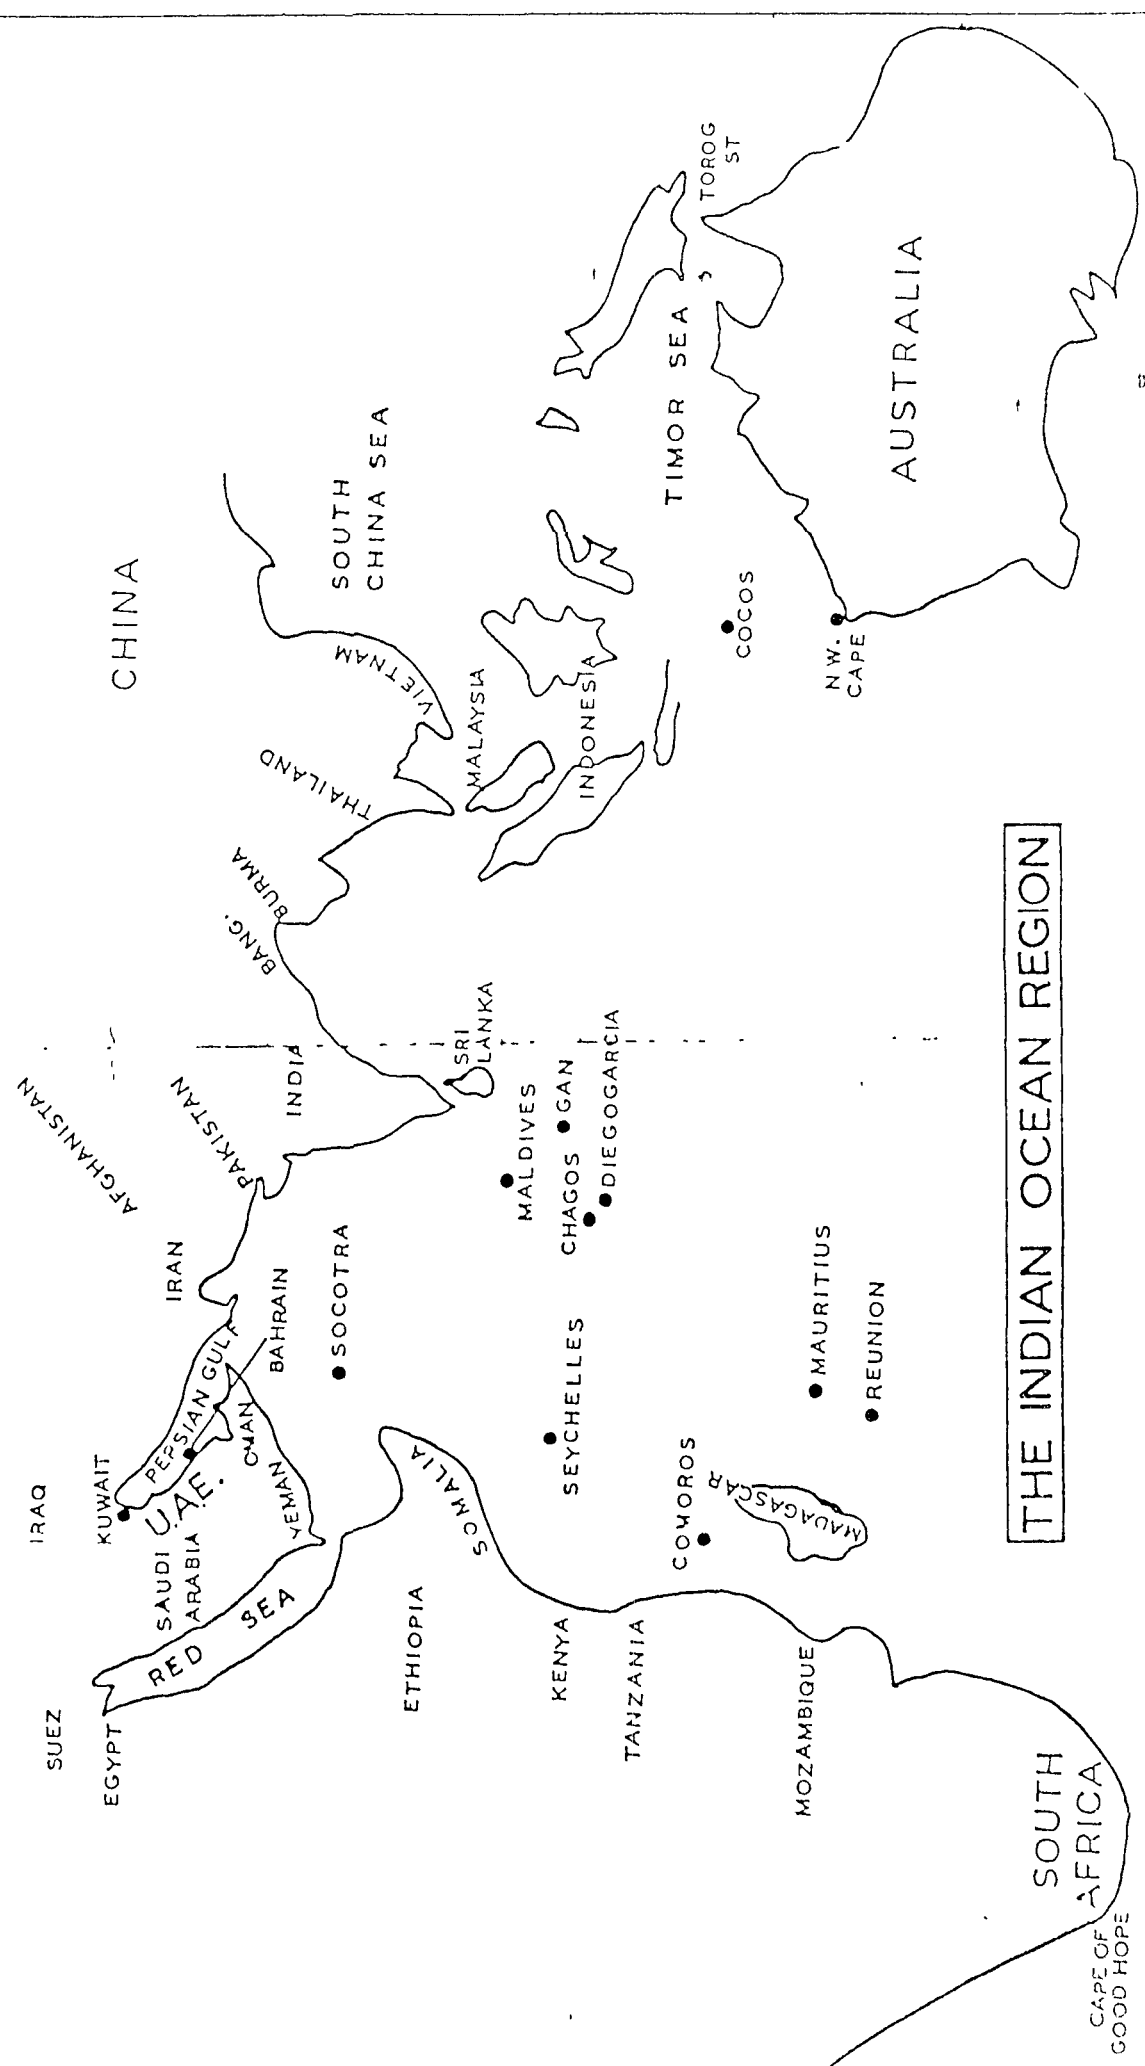 SUEZ
EGYPT
IRAQ
KUWAIT
SAUDI
ARABIA
U.A.E.
RED SEA
PEPSIAN GULF
OMAN
YEMAN
BAHRAIN
IRAN
AFGHANISTAN
PAKISTAN
INDIA
BANG.
BURMA
THAILAND
VIETNAM
CHINA
SOUTH
CHINA SEA
MALAYSIA
INDONESIA
TIMOR SEA
TOROG
ST
AUSTRALIA
NW.
CAPE
COCOS
SRI
LANKA
MALDIVES
GAN
CHAGOS
DIEGOGARCIA
SOCOTRA
SEYCHELLES
MAURITIUS
REUNION
COMOROS
MADAGASCAR
SOMALIA
ETHIOPIA
KENYA
TANZANIA
MOZAMBIQUE
SOUTH
AFRICA
CAPE OF
GOOD HOPE
THE INDIAN OCEAN REGION